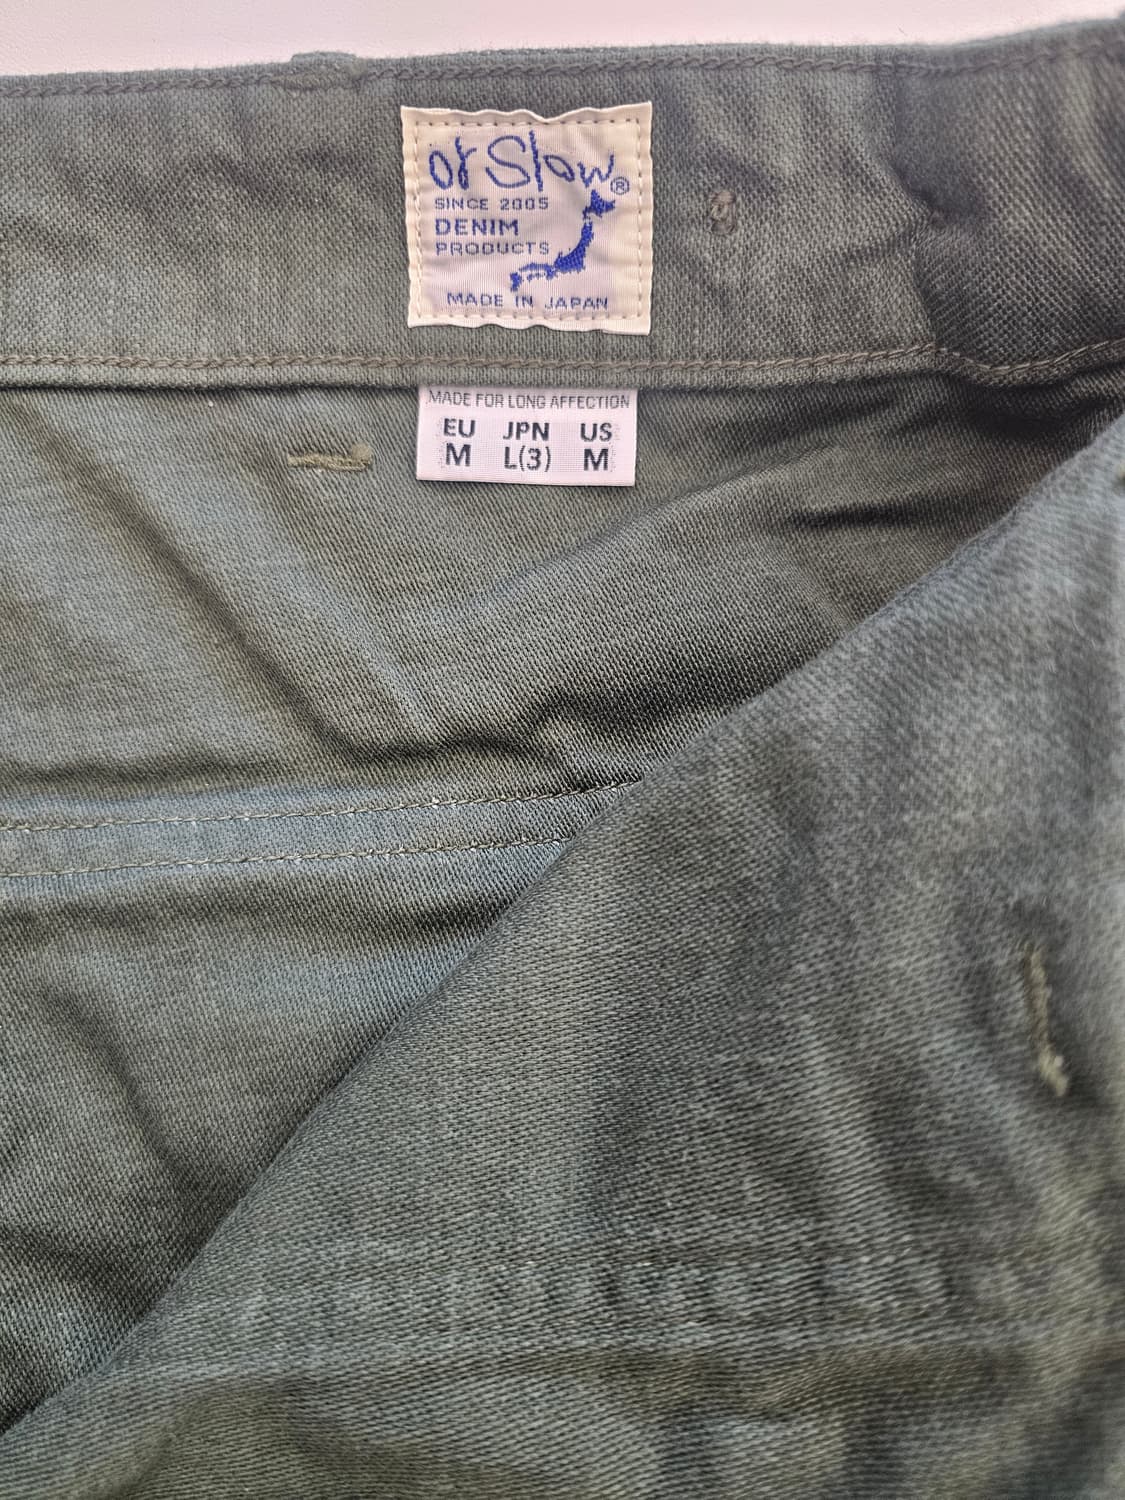 or Slow®
SINCE 2005
DENIM
PRODUCTS
MADE IN JAPAN
MADE FOR LONG AFFECTION
EU JPN US
M L(3) M